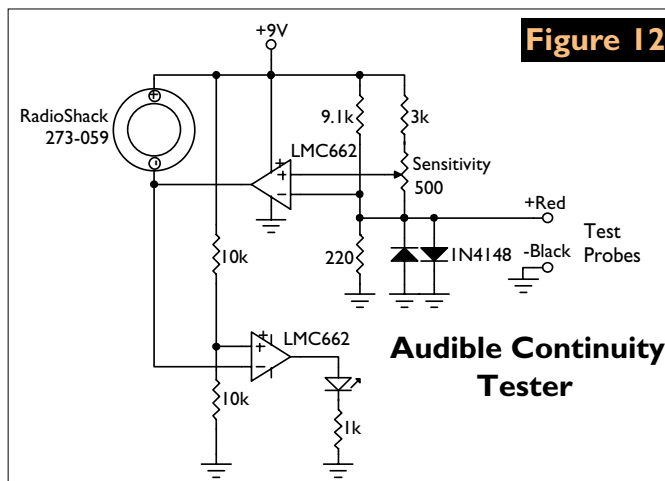 Figure 12
+9V
RadioShack
273-059
+
-
9.1k
3k
LMC662
Sensitivity
500
+
+
−
+Red
10k
220
1N4148
-Black
Test
Probes
LMC662
+
+
−
Audible Continuity
Tester
10k
1k